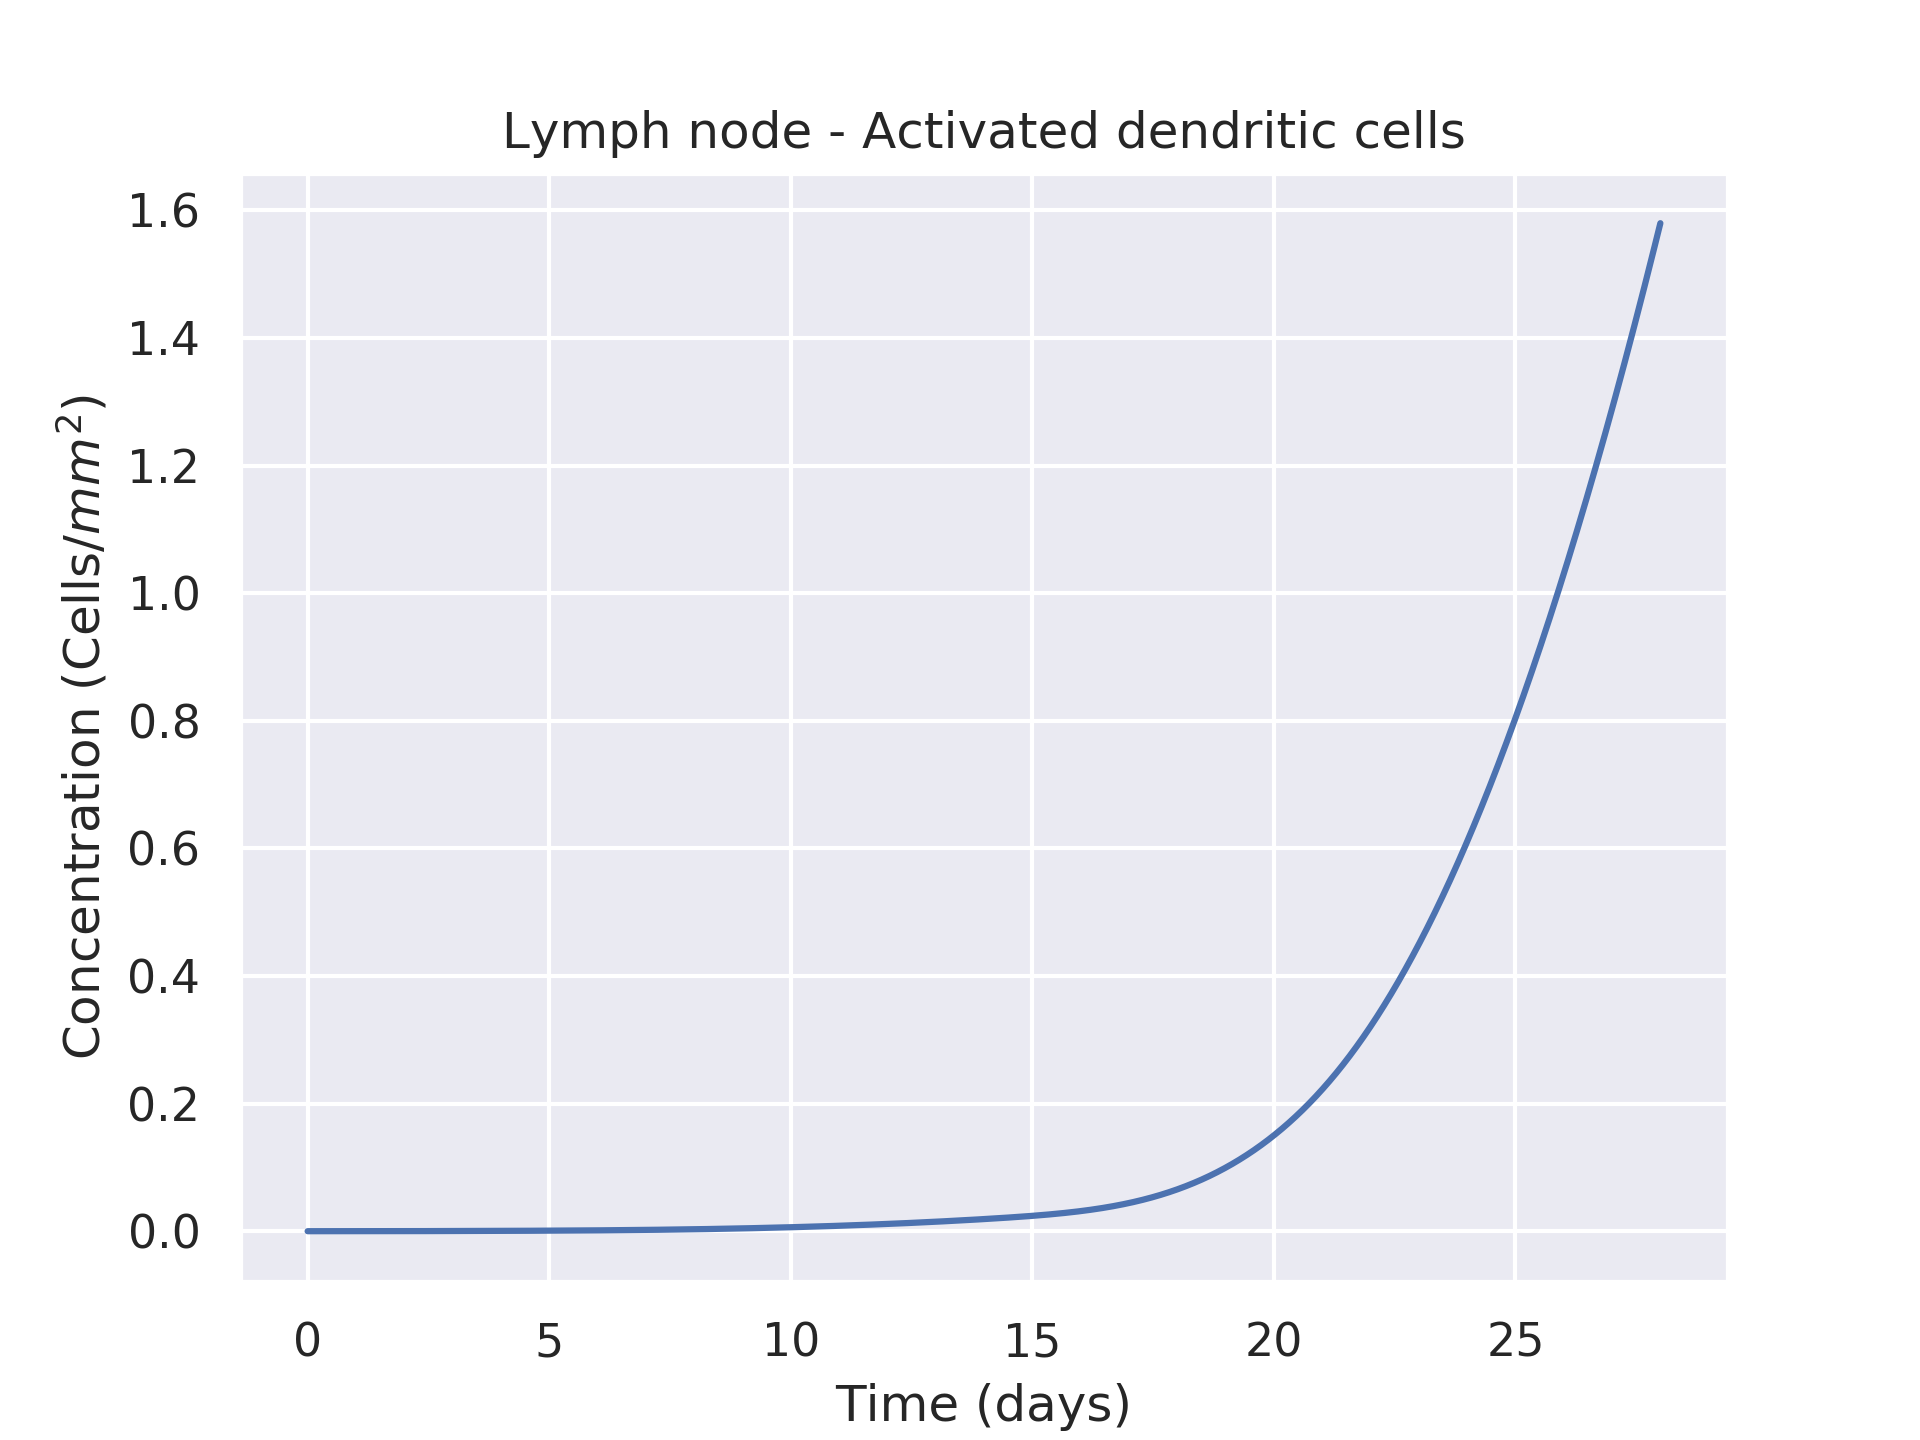 Lymph node - Activated dendritic cells
1.6
1.4
1.2
1.0
0.8
0.6
0.4
0.2
0.0
Concentration (Cells/mm²)
0 5 10 15 20 25
Time (days)